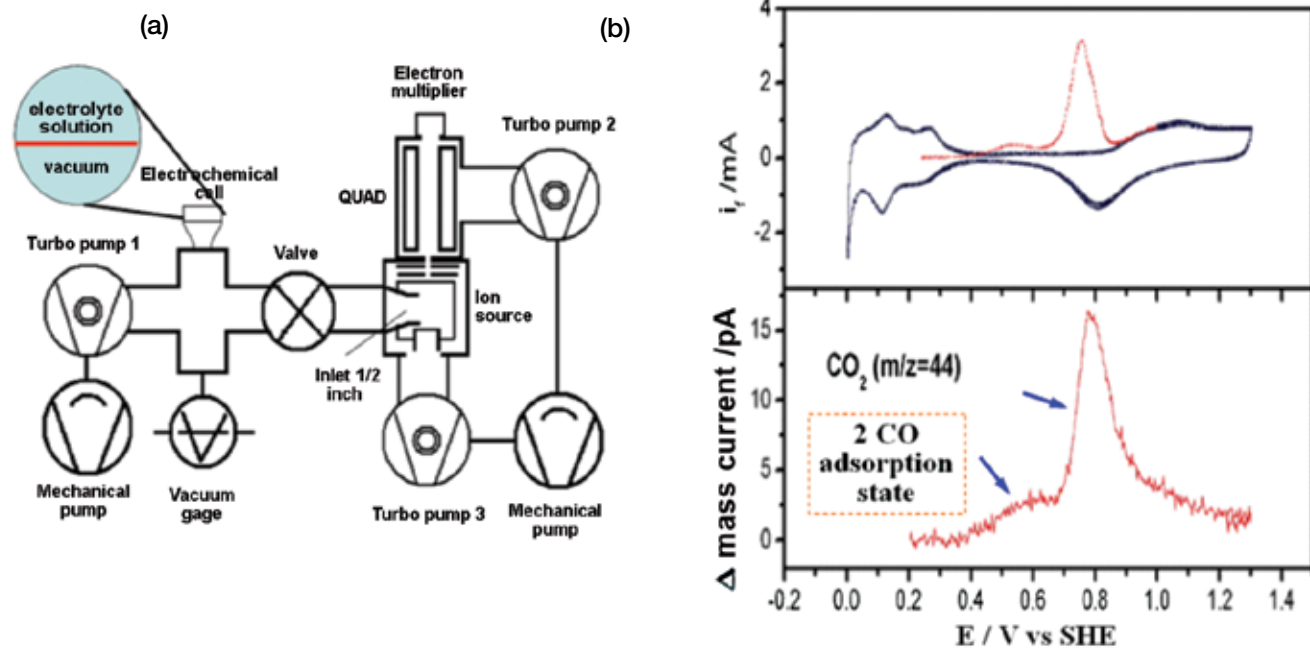 (a)
(b)
electrolyte
solution
vacuum
Electrochemical
cell
Turbo pump 1
Valve
Electron
multiplier
Turbo pump 2
QUAD
Ion
source
Inlet 1/2
inch
Mechanical
pump
Vacuum
gage
Turbo pump 3
Mechanical
pump
4
2
0
-2
i_f /mA
15
10
5
0
Δ mass current /pA
CO₂ (m/z=44)
2 CO
adsorption
state
-0.2 0.0 0.2 0.4 0.6 0.8 1.0 1.2 1.4
E / V vs SHE